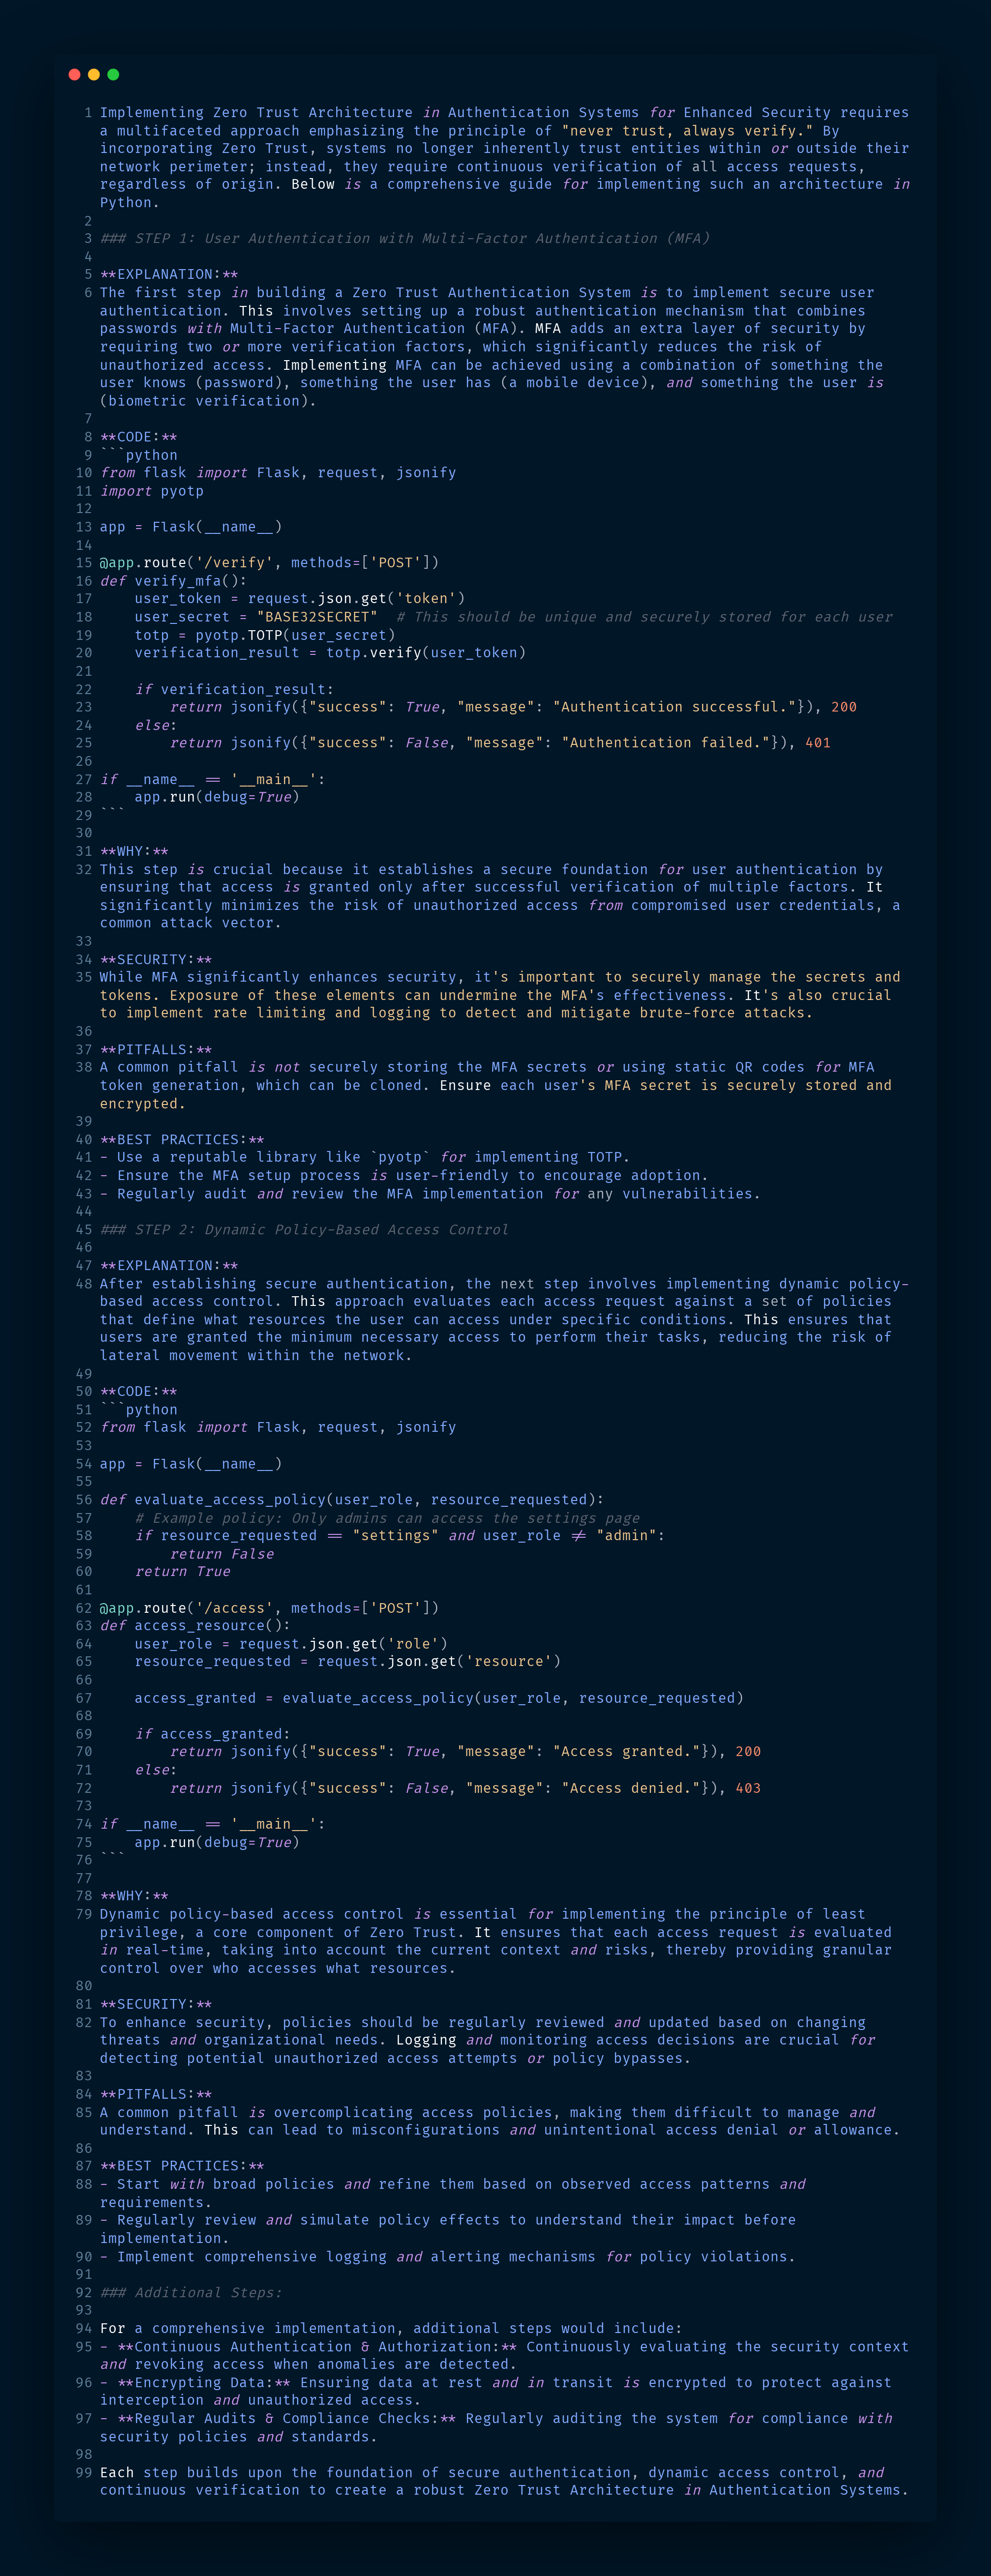 1 Implementing Zero Trust Architecture in Authentication Systems for Enhanced Security requires
a multifaceted approach emphasizing the principle of "never trust, always verify." By
incorporating Zero Trust, systems no longer inherently trust entities within or outside their
network perimeter; instead, they require continuous verification of all access requests,
regardless of origin. Below is a comprehensive guide for implementing such an architecture in
Python.
2
3 ### STEP 1: User Authentication with Multi-Factor Authentication (MFA)
4
5 **EXPLANATION:**
6 The first step in building a Zero Trust Authentication System is to implement secure user
authentication. This involves setting up a robust authentication mechanism that combines
passwords with Multi-Factor Authentication (MFA). MFA adds an extra layer of security by
requiring two or more verification factors, which significantly reduces the risk of
unauthorized access. Implementing MFA can be achieved using a combination of something the
user knows (password), something the user has (a mobile device), and something the user is
(biometric verification).
7
8 **CODE:**
9 ```python
10 from flask import Flask, request, jsonify
11 import pyotp
12
13 app = Flask(__name__)
14
15 @app.route('/verify', methods=['POST'])
16 def verify_mfa():
17     user_token = request.json.get('token')
18     user_secret = "BASE32SECRET"  # This should be unique and securely stored for each user
19     totp = pyotp.TOTP(user_secret)
20     verification_result = totp.verify(user_token)
21
22     if verification_result:
23         return jsonify({"success": True, "message": "Authentication successful."}), 200
24     else:
25         return jsonify({"success": False, "message": "Authentication failed."}), 401
26
27 if __name__ == '__main__':
28     app.run(debug=True)
29 ```
30
31 **WHY:**
32 This step is crucial because it establishes a secure foundation for user authentication by
ensuring that access is granted only after successful verification of multiple factors. It
significantly minimizes the risk of unauthorized access from compromised user credentials, a
common attack vector.
33
34 **SECURITY:**
35 While MFA significantly enhances security, it's important to securely manage the secrets and
tokens. Exposure of these elements can undermine the MFA's effectiveness. It's also crucial
to implement rate limiting and logging to detect and mitigate brute-force attacks.
36
37 **PITFALLS:**
38 A common pitfall is not securely storing the MFA secrets or using static QR codes for MFA
token generation, which can be cloned. Ensure each user's MFA secret is securely stored and
encrypted.
39
40 **BEST PRACTICES:**
41 - Use a reputable library like `pyotp` for implementing TOTP.
42 - Ensure the MFA setup process is user-friendly to encourage adoption.
43 - Regularly audit and review the MFA implementation for any vulnerabilities.
44
45 ### STEP 2: Dynamic Policy-Based Access Control
46
47 **EXPLANATION:**
48 After establishing secure authentication, the next step involves implementing dynamic policy-
based access control. This approach evaluates each access request against a set of policies
that define what resources the user can access under specific conditions. This ensures that
users are granted the minimum necessary access to perform their tasks, reducing the risk of
lateral movement within the network.
49
50 **CODE:**
51 ```python
52 from flask import Flask, request, jsonify
53
54 app = Flask(__name__)
55
56 def evaluate_access_policy(user_role, resource_requested):
57     # Example policy: Only admins can access the settings page
58     if resource_requested == "settings" and user_role != "admin":
59         return False
60     return True
61
62 @app.route('/access', methods=['POST'])
63 def access_resource():
64     user_role = request.json.get('role')
65     resource_requested = request.json.get('resource')
66
67     access_granted = evaluate_access_policy(user_role, resource_requested)
68
69     if access_granted:
70         return jsonify({"success": True, "message": "Access granted."}), 200
71     else:
72         return jsonify({"success": False, "message": "Access denied."}), 403
73
74 if __name__ == '__main__':
75     app.run(debug=True)
76 ```
77
78 **WHY:**
79 Dynamic policy-based access control is essential for implementing the principle of least
privilege, a core component of Zero Trust. It ensures that each access request is evaluated
in real-time, taking into account the current context and risks, thereby providing granular
control over who accesses what resources.
80
81 **SECURITY:**
82 To enhance security, policies should be regularly reviewed and updated based on changing
threats and organizational needs. Logging and monitoring access decisions are crucial for
detecting potential unauthorized access attempts or policy bypasses.
83
84 **PITFALLS:**
85 A common pitfall is overcomplicating access policies, making them difficult to manage and
understand. This can lead to misconfigurations and unintentional access denial or allowance.
86
87 **BEST PRACTICES:**
88 - Start with broad policies and refine them based on observed access patterns and
requirements.
89 - Regularly review and simulate policy effects to understand their impact before
implementation.
90 - Implement comprehensive logging and alerting mechanisms for policy violations.
91
92 ### Additional Steps:
93
94 For a comprehensive implementation, additional steps would include:
95 - **Continuous Authentication & Authorization:** Continuously evaluating the security context
and revoking access when anomalies are detected.
96 - **Encrypting Data:** Ensuring data at rest and in transit is encrypted to protect against
interception and unauthorized access.
97 - **Regular Audits & Compliance Checks:** Regularly auditing the system for compliance with
security policies and standards.
98
99 Each step builds upon the foundation of secure authentication, dynamic access control, and
continuous verification to create a robust Zero Trust Architecture in Authentication Systems.